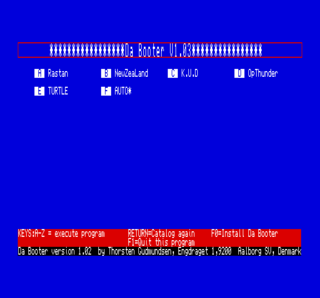 ****************Da Booter V1.03***************
A Rastan B NewZeaLand C K.U.D D OpThunder
E TURTLE F AUTO*
KEYS:A-Z = execute program RETURN=Catalog again F0=Install Da Booter
F1=Quit this program
Da Booter version 1.02 by Thorsten Gudmundsen, Engdraget 1,9200 Aalborg SV, Denmark